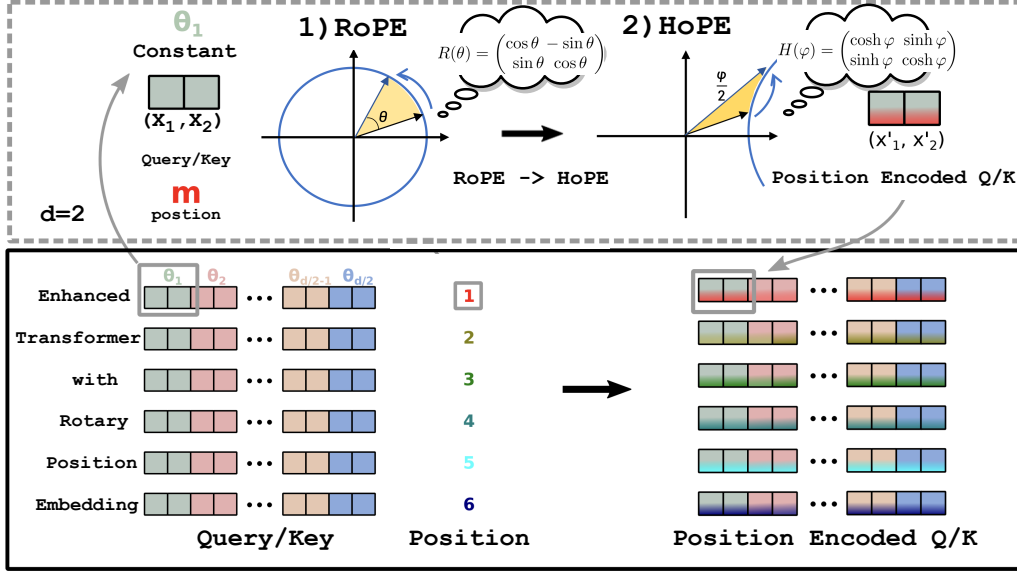 θ₁
Constant
(X₁,X₂)
Query/Key
m
postion
d=2
1)RoPE
R(θ) = (cos θ − sin θ
sin θ cos θ)
θ
RoPE -> HoPE
2)HoPE
H(φ) = (cosh φ sinh φ
sinh φ cosh φ)
φ/2
(x'₁, x'₂)
Position Encoded Q/K
θ₁ θ₂ θ_{d/2-1} θ_{d/2}
Enhanced ••• 1 •••
Transformer ••• 2 •••
with ••• 3 •••
Rotary ••• 4 •••
Position ••• 5 •••
Embedding ••• 6 •••
Query/Key Position Position Encoded Q/K